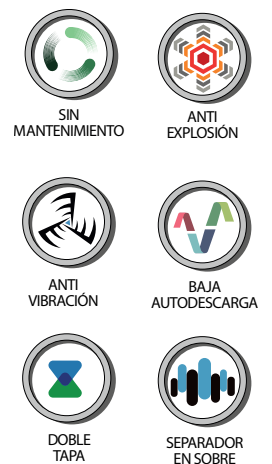 SIN
MANTENIMIENTO
ANTI
EXPLOSIÓN
ANTI
VIBRACIÓN
BAJA
AUTODESCARGA
DOBLE
TAPA
SEPARADOR
EN SOBRE